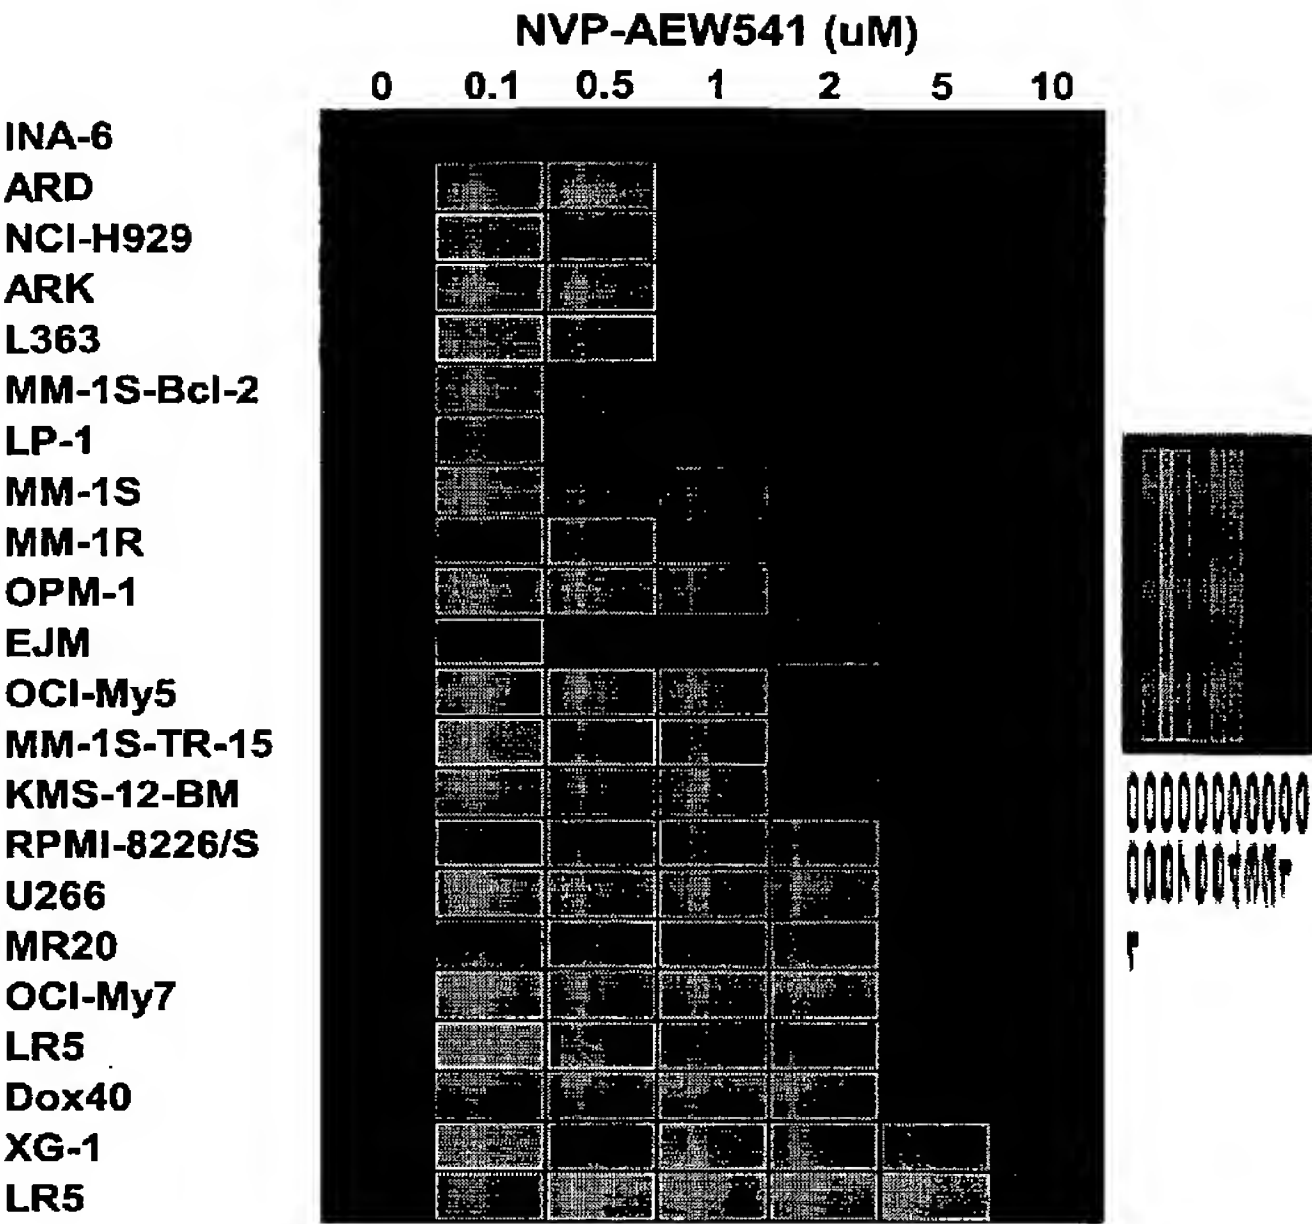 NVP-AEW541 (uM)
0 0.1 0.5 1 2 5 10
INA-6
ARD
NCI-H929
ARK
L363
MM-1S-Bcl-2
LP-1
MM-1S
MM-1R
OPM-1
EJM
OCI-My5
MM-1S-TR-15
KMS-12-BM
RPMI-8226/S
U266
MR20
OCI-My7
LR5
Dox40
XG-1
LR5